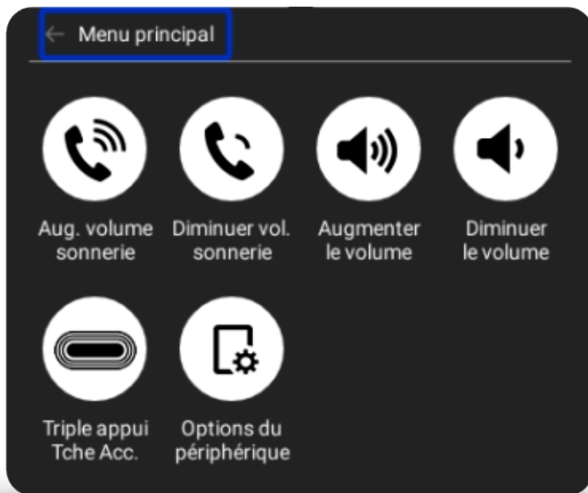 Menu principal
Aug. volume
sonnerie
Diminuer vol.
sonnerie
Augmenter
le volume
Diminuer
le volume
Triple appui
Tche Acc.
Options du
périphérique